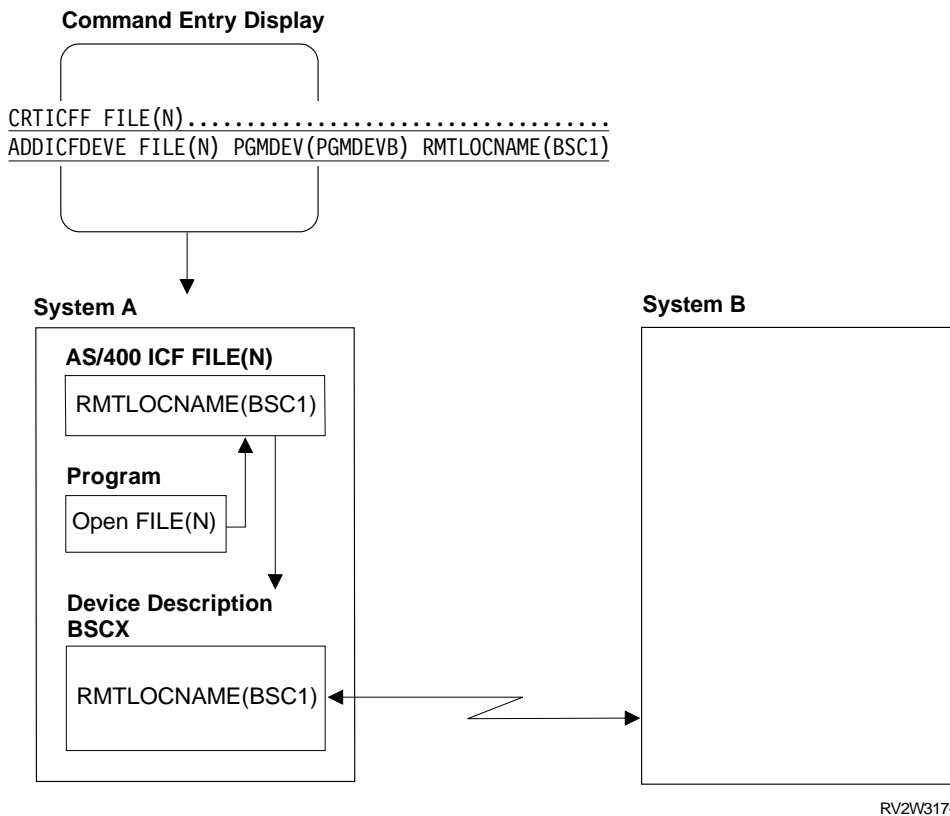 Command Entry Display
CRTICFF FILE(N)...................................
ADDICFDEVE FILE(N) PGMDEV(PGMDEVB) RMTLOCNAME(BSC1)
System A
System B
AS/400 ICF FILE(N)
RMTLOCNAME(BSC1)
Program
Open FILE(N)
Device Description
BSCX
RMTLOCNAME(BSC1)